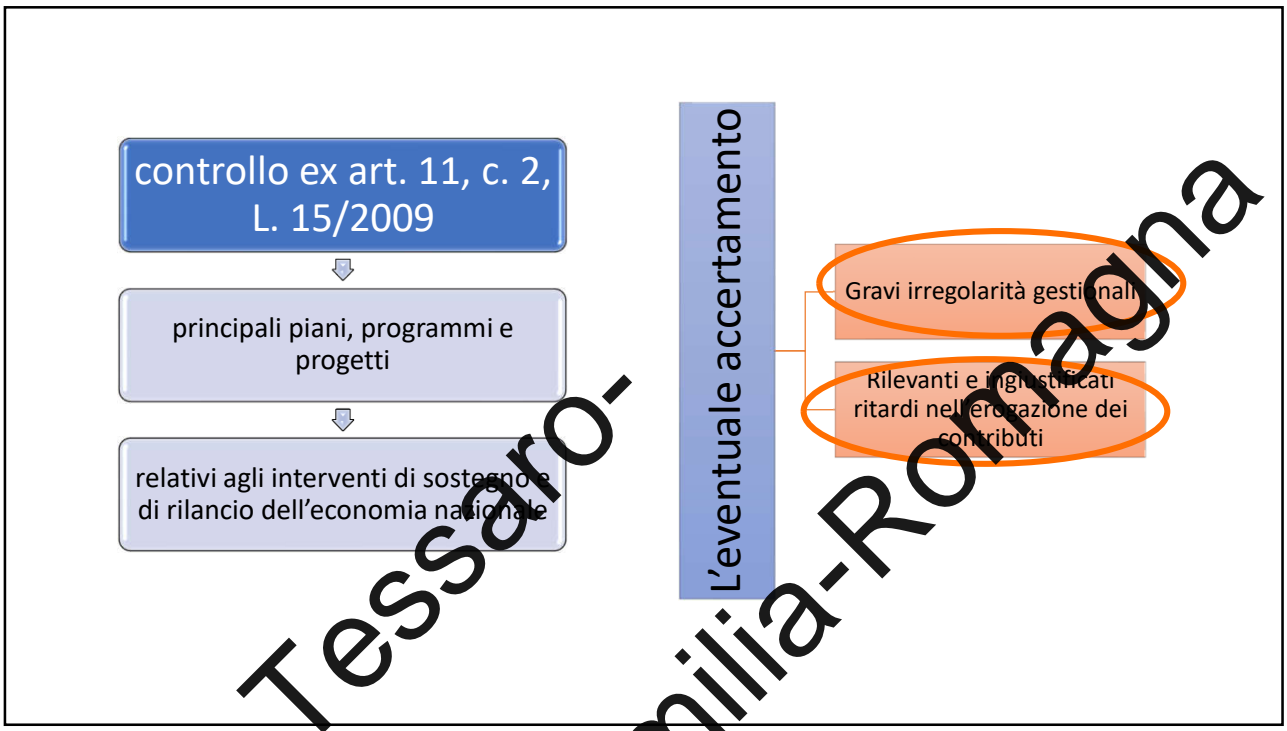 controllo ex art. 11, c. 2,
L. 15/2009
principali piani, programmi e
progetti
relativi agli interventi di sostegno e
di rilancio dell'economia nazionale
L'eventuale accertamento
Gravi irregolarità gestionali
Rilevanti e ingiustificati
ritardi nell'erogazione dei
contributi
Tessaro-
milia-Romagna